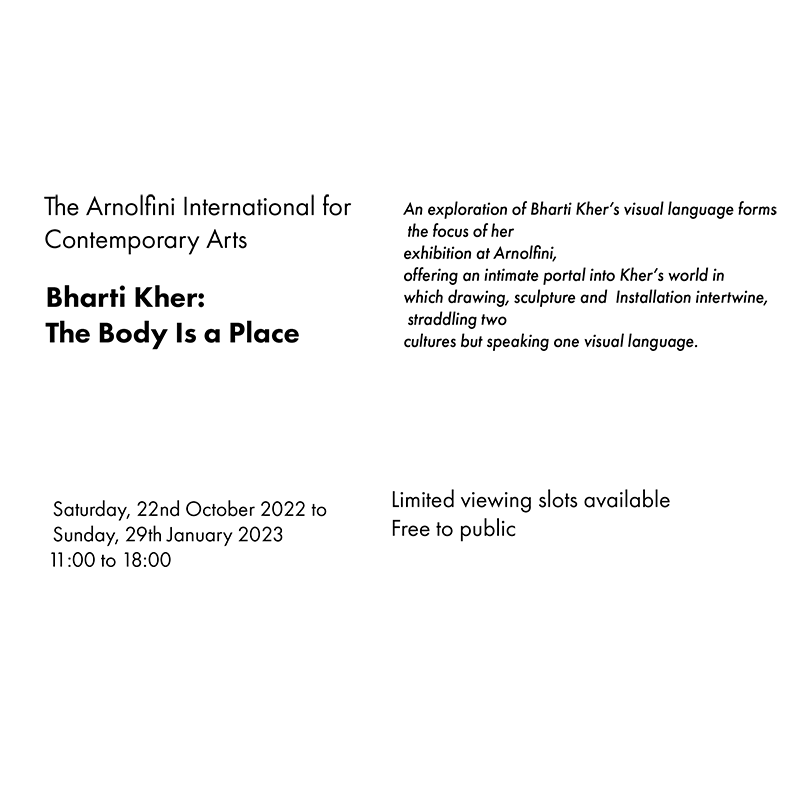 The Arnolfini International for
Contemporary Arts
Bharti Kher:
The Body Is a Place
An exploration of Bharti Kher's visual language forms
the focus of her
exhibition at Arnolfini,
offering an intimate portal into Kher's world in
which drawing, sculpture and  Installation intertwine,
straddling two
cultures but speaking one visual language.
Saturday, 22nd October 2022 to
Sunday, 29th January 2023
11:00 to 18:00
Limited viewing slots available
Free to public